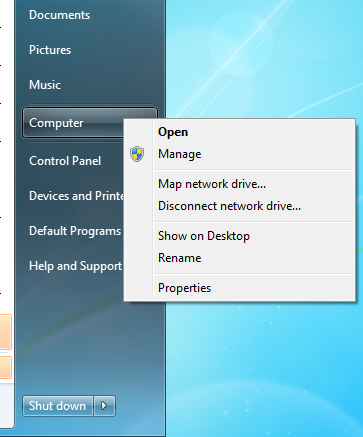 Documents
Pictures
Music
Computer
Control Panel
Devices and Printe
Default Programs
Help and Support
Shut down
Open
Manage
Map network drive...
Disconnect network drive...
Show on Desktop
Rename
Properties